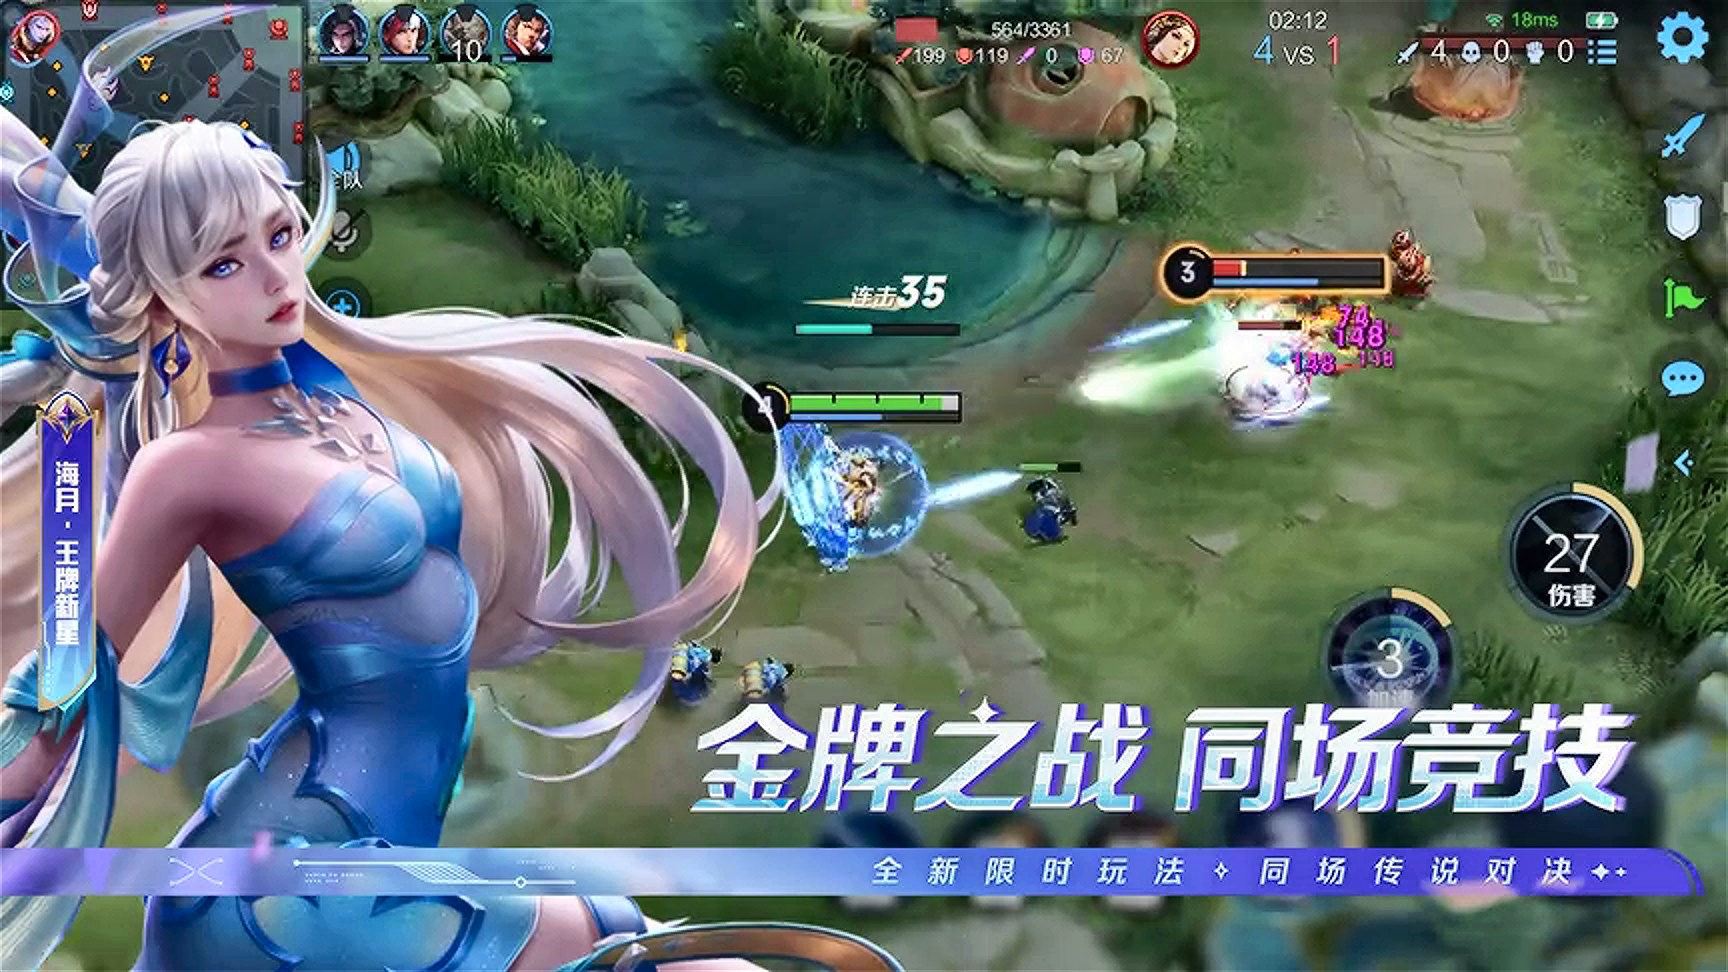 10
564/3361
199 119 0 67
02:12
4 VS 1
18ms
4 0 0
队
连击35
3
74
148
148
4
27
伤害
3
海月·王牌新星
金牌之战 同场竞技
全新限时玩法 同场传说对决